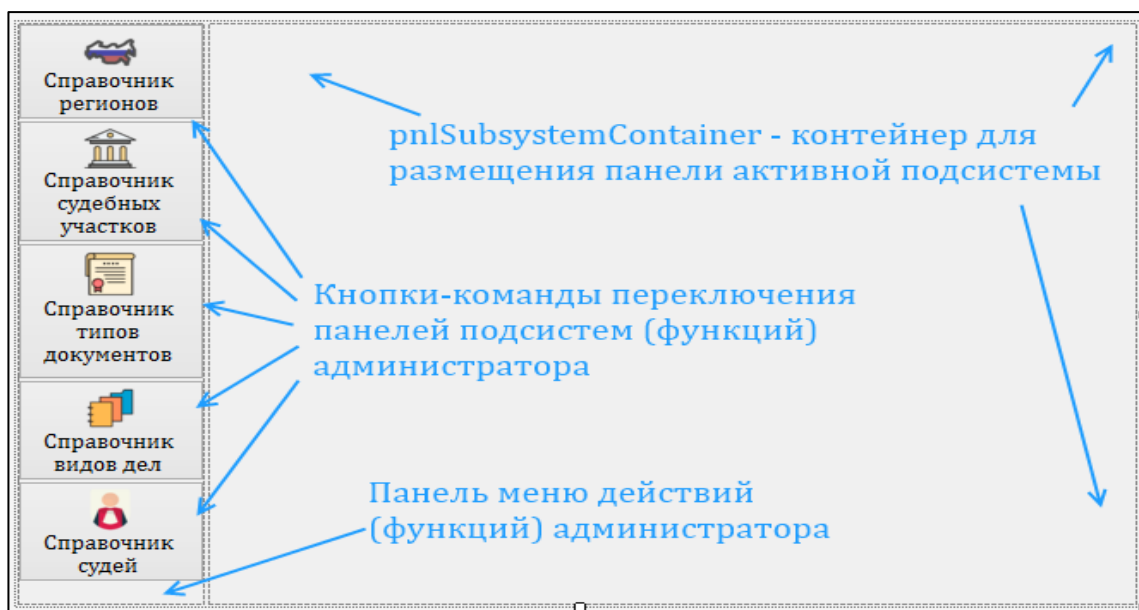 Справочник
регионов
Справочник
судебных
участков
Справочник
типов
документов
Справочник
видов дел
Справочник
судей
pnlSubsystemContainer - контейнер для
размещения панели активной подсистемы
Кнопки-команды переключения
панелей подсистем (функций)
администратора
Панель меню действий
(функций) администратора